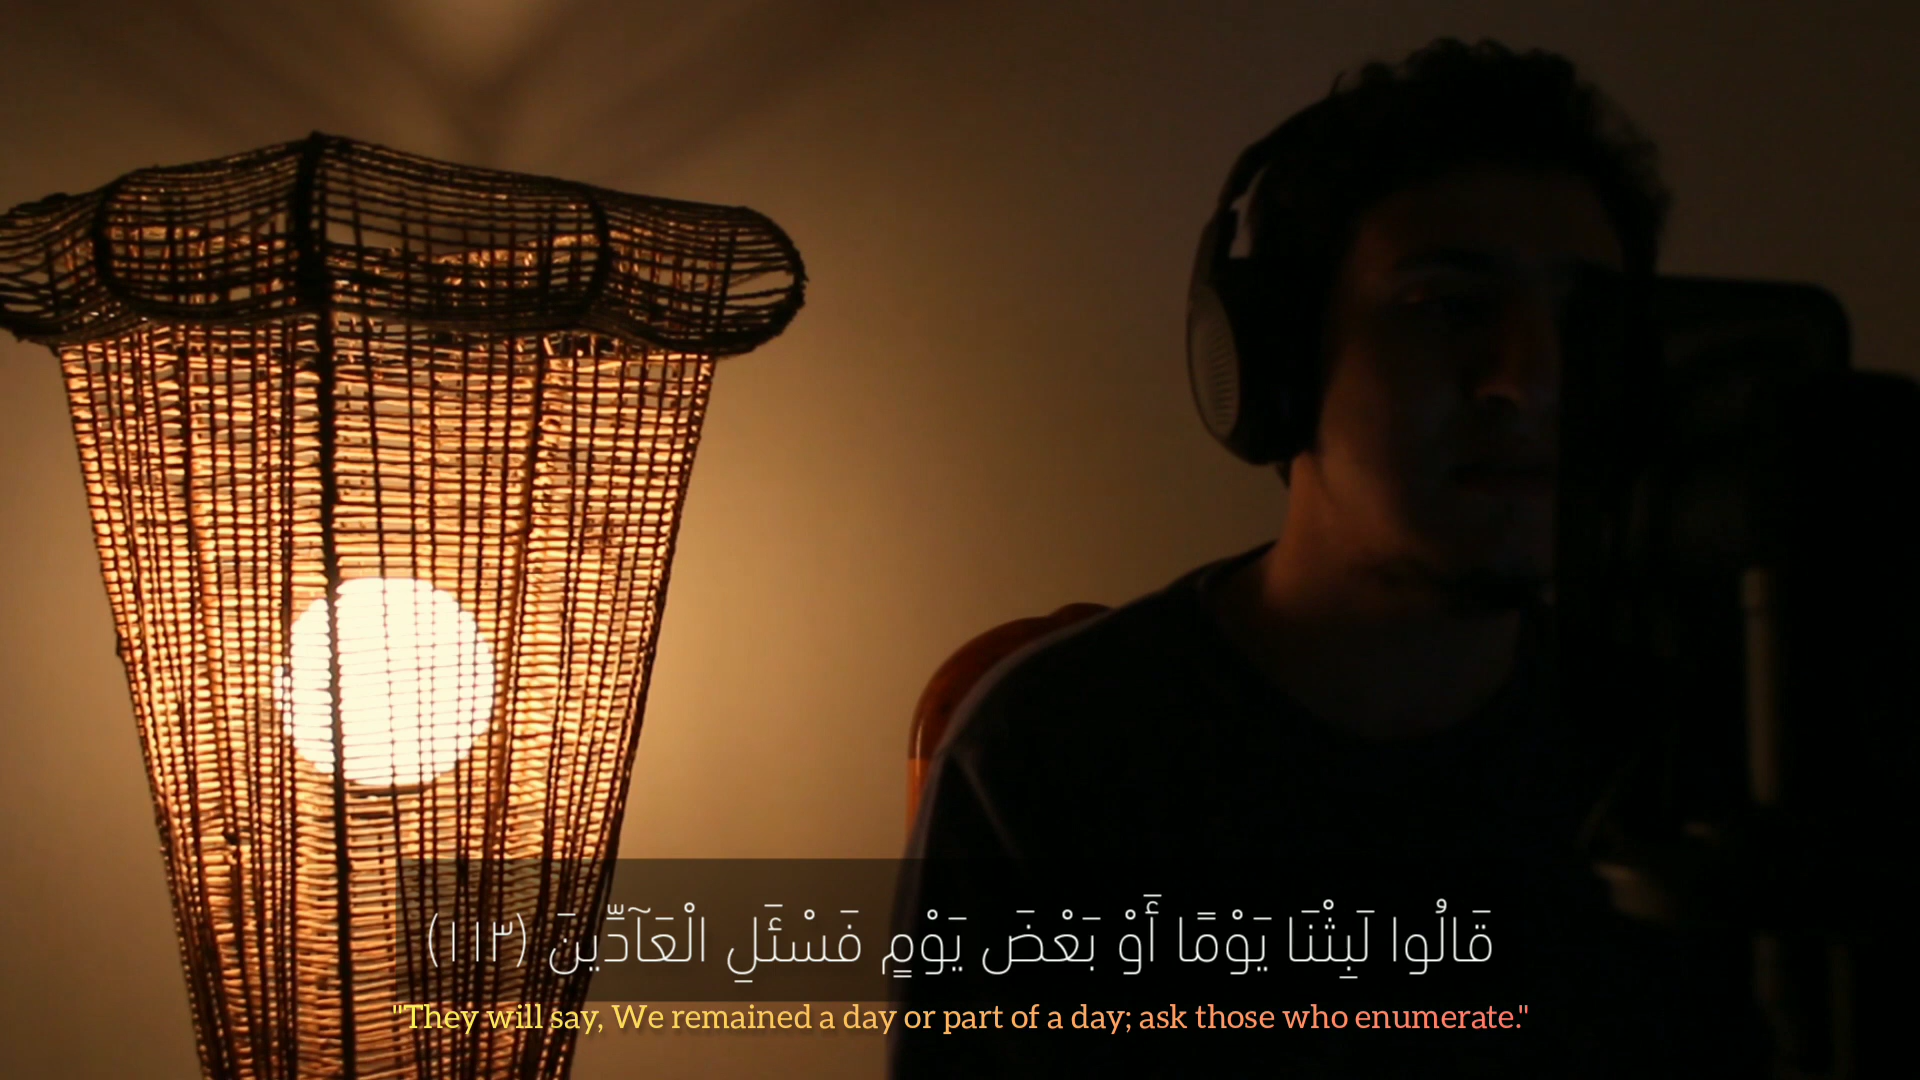 قَالُوا لَبِثْنَا يَوْمًا أَوْ بَعْضَ يَوْمٍ فَسْئَلِ الْعَآدِّينَ (١١٣)
"They will say, We remained a day or part of a day; ask those who enumerate."